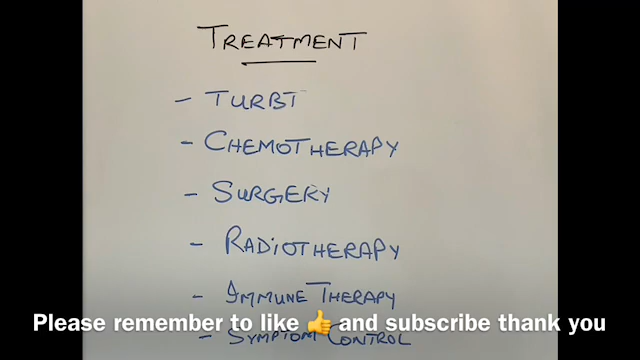 TREATMENT
- TURBT
- CHEMOTHERAPY
- SURGERY
- RADIOTHERAPY
- IMMUNE THERAPY
Please remember to like 👍 and subscribe thank you
- SYMPTOM CONTROL